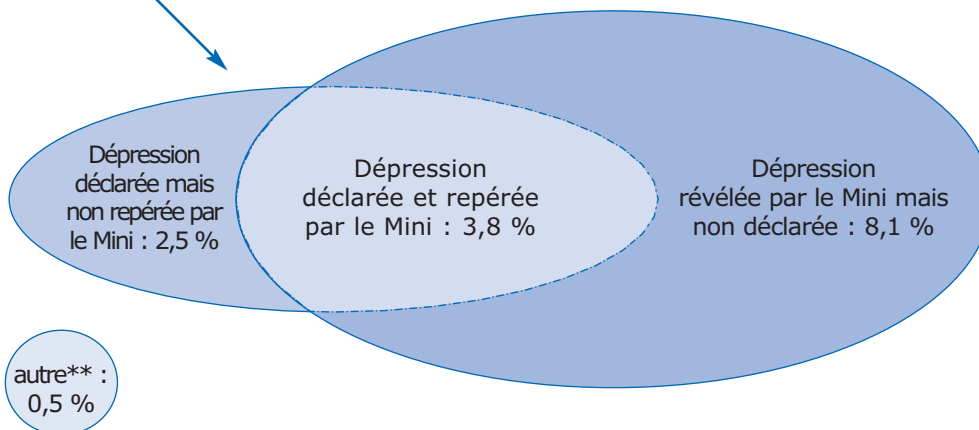 Dépression
déclarée mais
non repérée par
le Mini : 2,5 %
Dépression
déclarée et repérée
par le Mini : 3,8 %
Dépression
révélée par le Mini mais
non déclarée : 8,1 %
autre** :
0,5 %